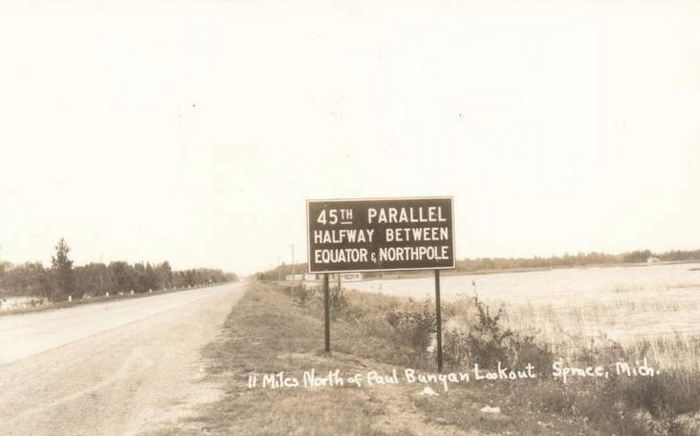 45TH PARALLEL
HALFWAY BETWEEN
EQUATOR & NORTHPOLE
11 Miles North of Paul Bunyan Lookout Spruce, Mich.